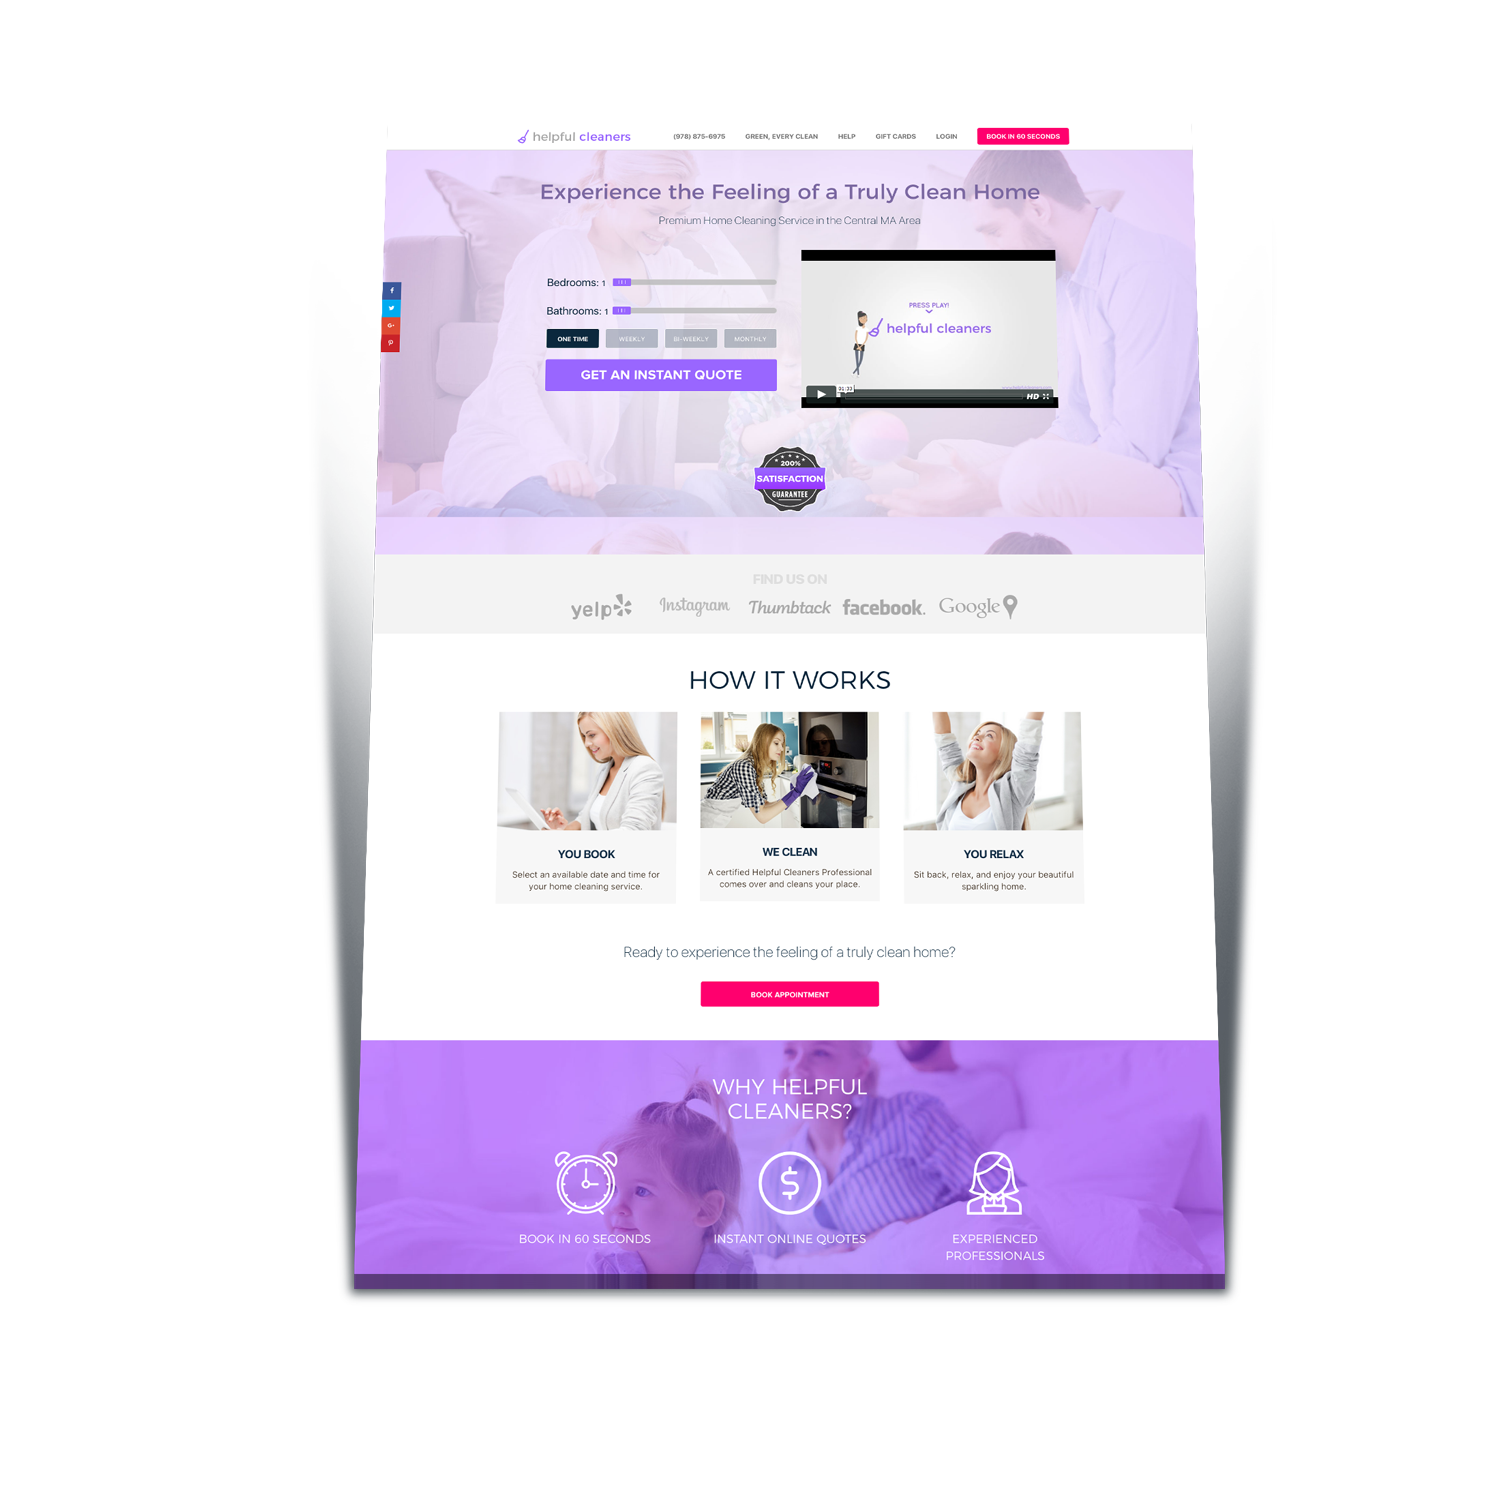 helpful cleaners
(978) 875-6975
GREEN, EVERY CLEAN
HELP
GIFT CARDS
LOGIN
BOOK IN 60 SECONDS
Experience the Feeling of a Truly Clean Home
Premium Home Cleaning Service in the Central MA Area
Bedrooms: 1
Bathrooms: 1
ONE TIME
WEEKLY
BI-WEEKLY
MONTHLY
GET AN INSTANT QUOTE
PRESS PLAY!
helpful cleaners
HD
200%
SATISFACTION
GUARANTEE
FIND US ON
yelp
Instagram
Thumbtack
facebook.
Google
HOW IT WORKS
YOU BOOK
Select an available date and time for
your home cleaning service.
WE CLEAN
A certified Helpful Cleaners Professional
comes over and cleans your place.
YOU RELAX
Sit back, relax, and enjoy your beautiful
sparkling home.
Ready to experience the feeling of a truly clean home?
BOOK APPOINTMENT
WHY HELPFUL
CLEANERS?
BOOK IN 60 SECONDS
INSTANT ONLINE QUOTES
EXPERIENCED
PROFESSIONALS